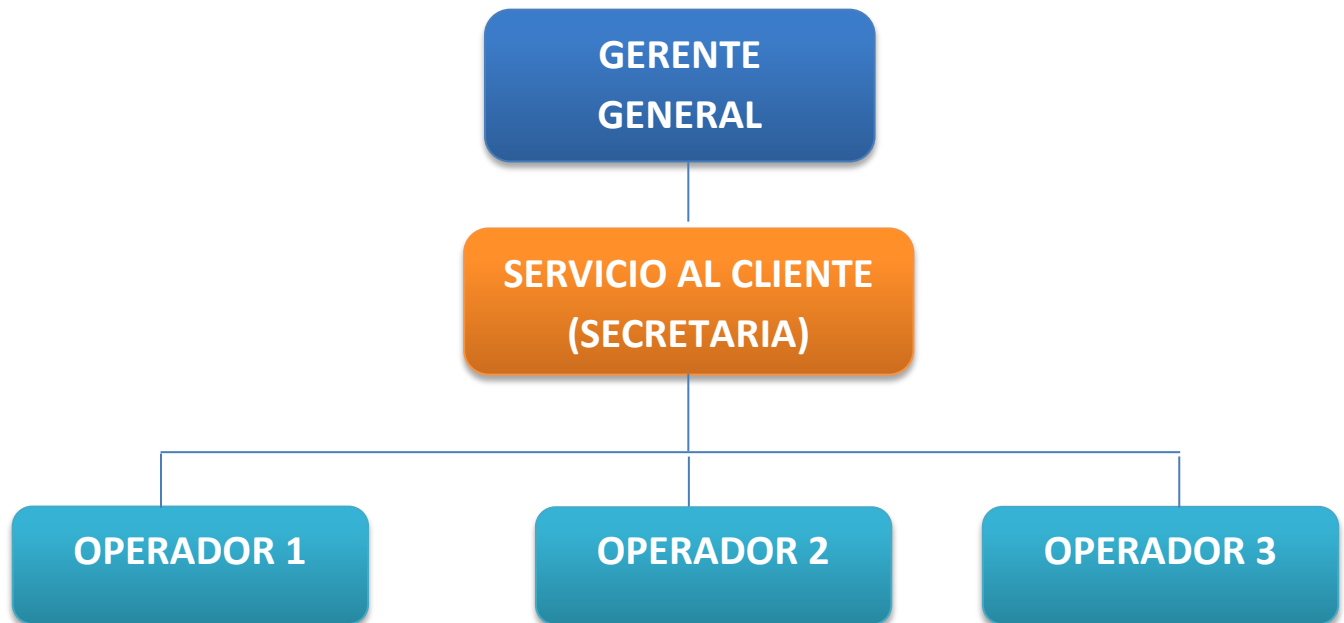 GERENTE
GENERAL
SERVICIO AL CLIENTE
(SECRETARIA)
OPERADOR 1
OPERADOR 2
OPERADOR 3